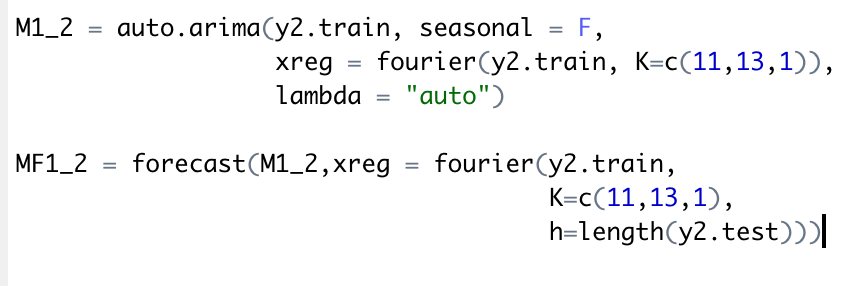 M1_2 = auto.arima(y2.train, seasonal = F,
xreg = fourier(y2.train, K=c(11,13,1)),
lambda = "auto")
MF1_2 = forecast(M1_2,xreg = fourier(y2.train,
K=c(11,13,1),
h=length(y2.test)))